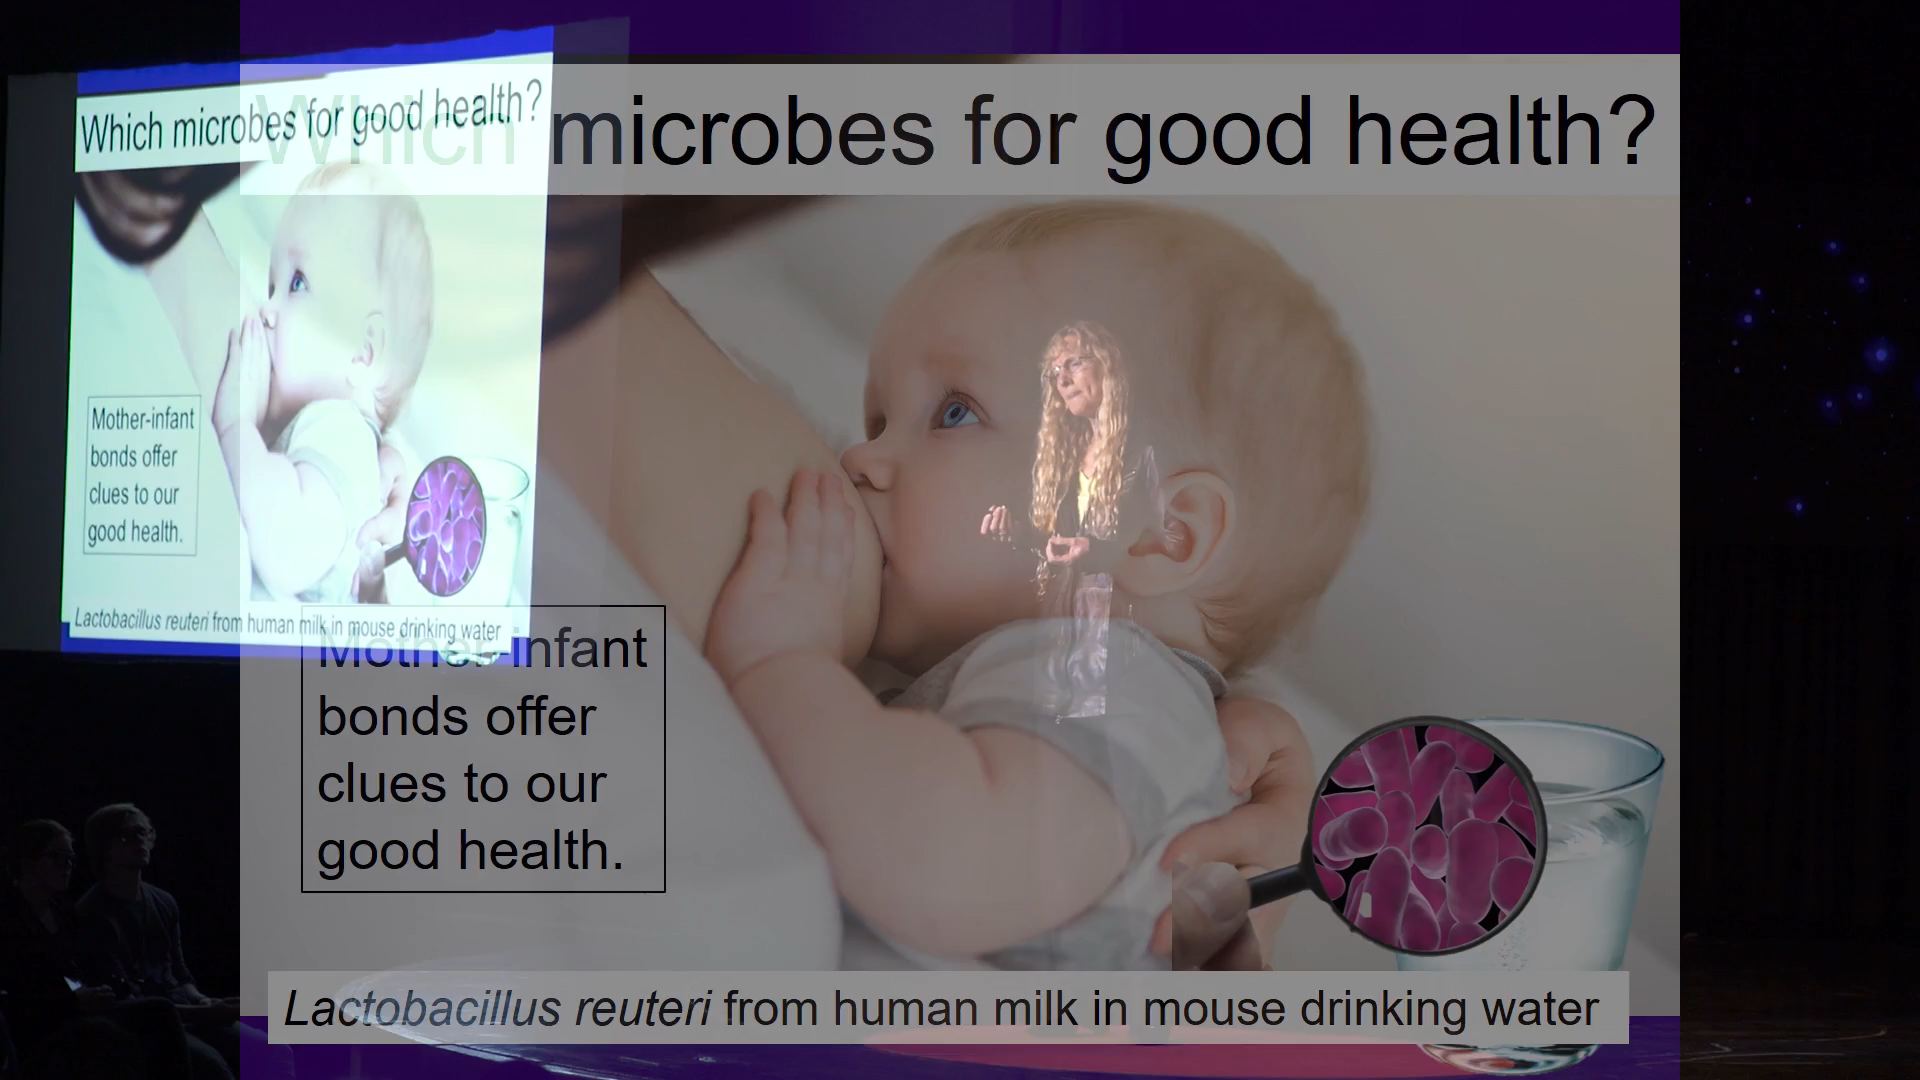 Which microbes for good health?
Mother-infant
bonds offer
clues to our
good health.
Lactobacillus reuteri from human milk in mouse drinking water
Which microbes for good health?
Mother-infant
bonds offer
clues to our
good health.
Lactobacillus reuteri from human milk in mouse drinking water